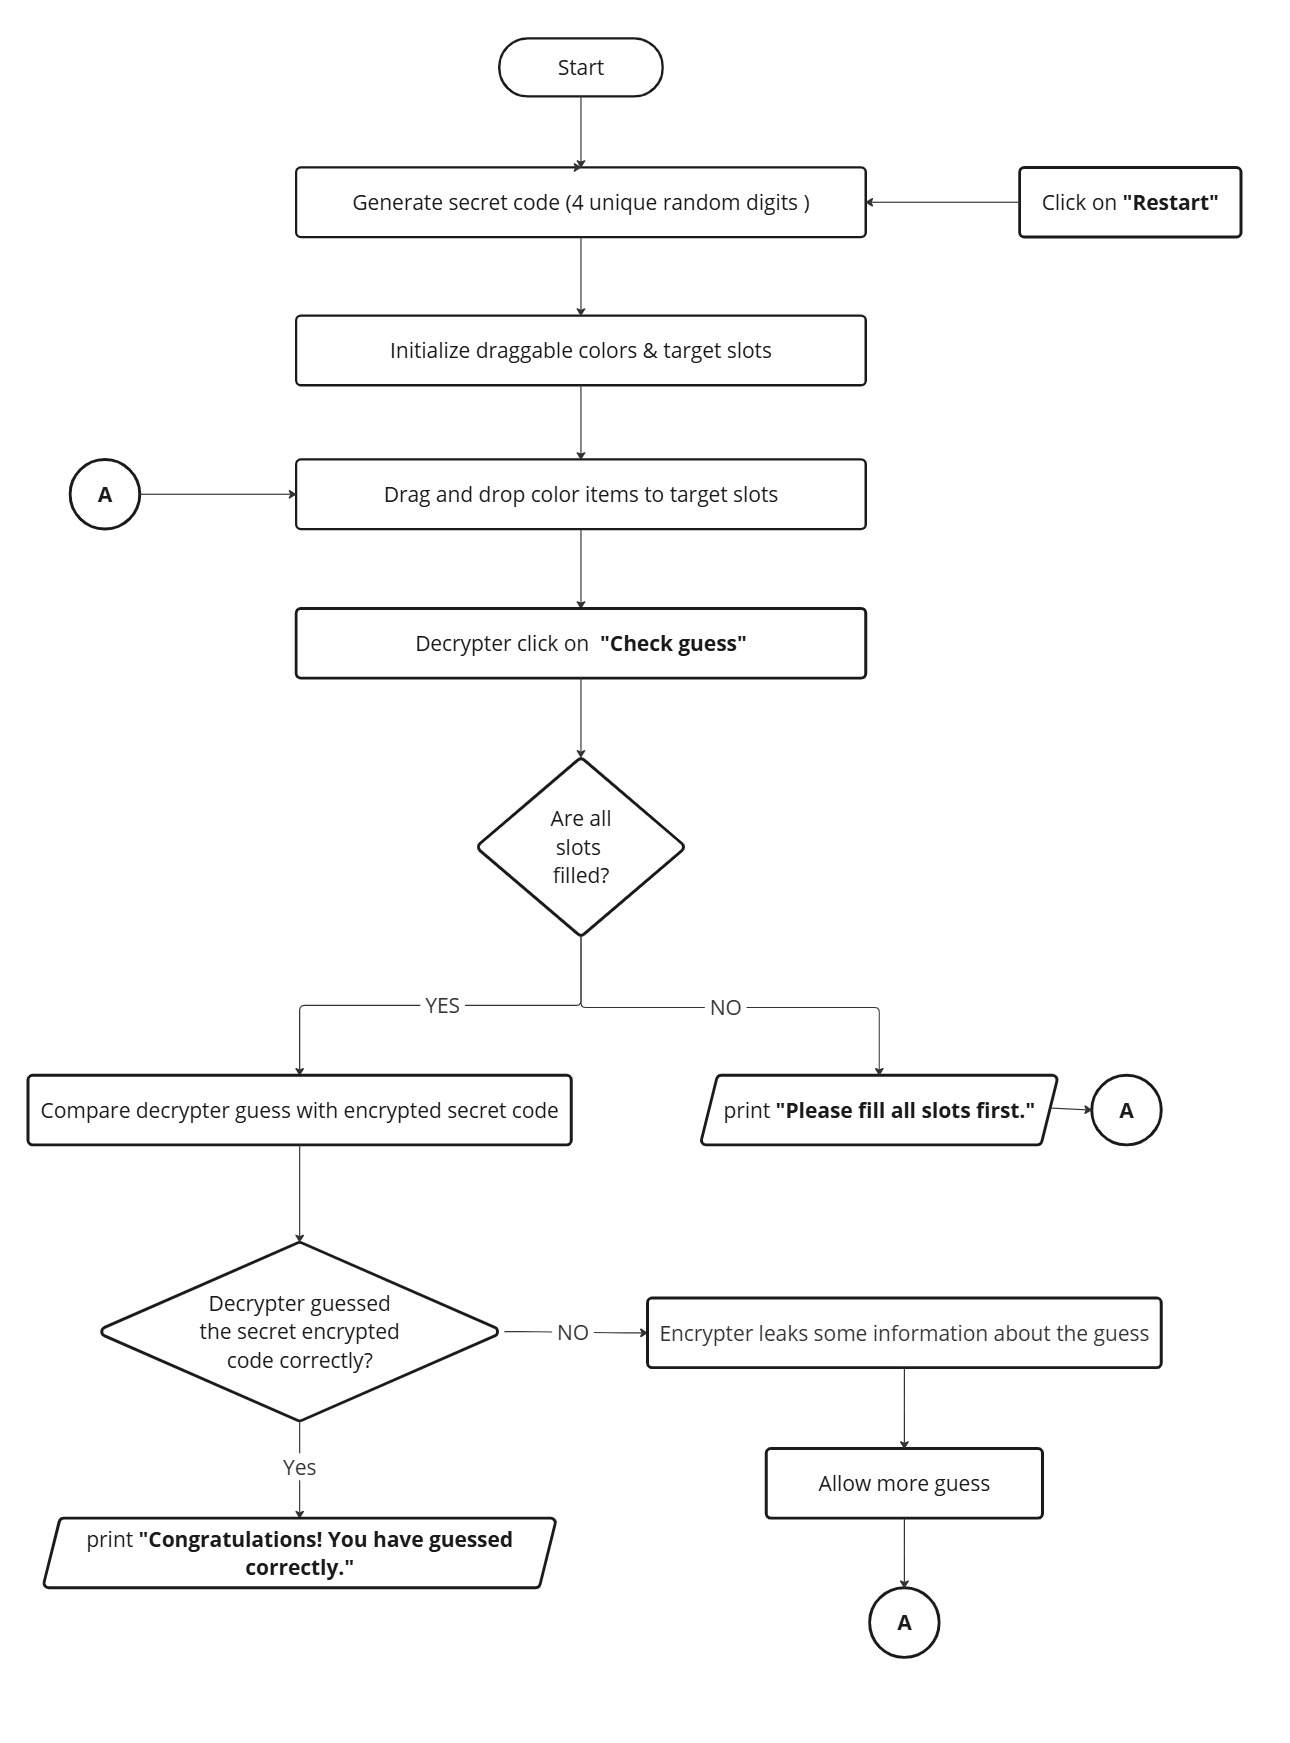 Start
Generate secret code (4 unique random digits )
Click on "Restart"
Initialize draggable colors & target slots
A
Drag and drop color items to target slots
Decrypter click on "Check guess"
Are all
slots
filled?
YES
NO
Compare decrypter guess with encrypted secret code
print "Please fill all slots first."
A
Decrypter guessed
the secret encrypted
code correctly?
NO
Encrypter leaks some information about the guess
Yes
Allow more guess
print "Congratulations! You have guessed
correctly."
A